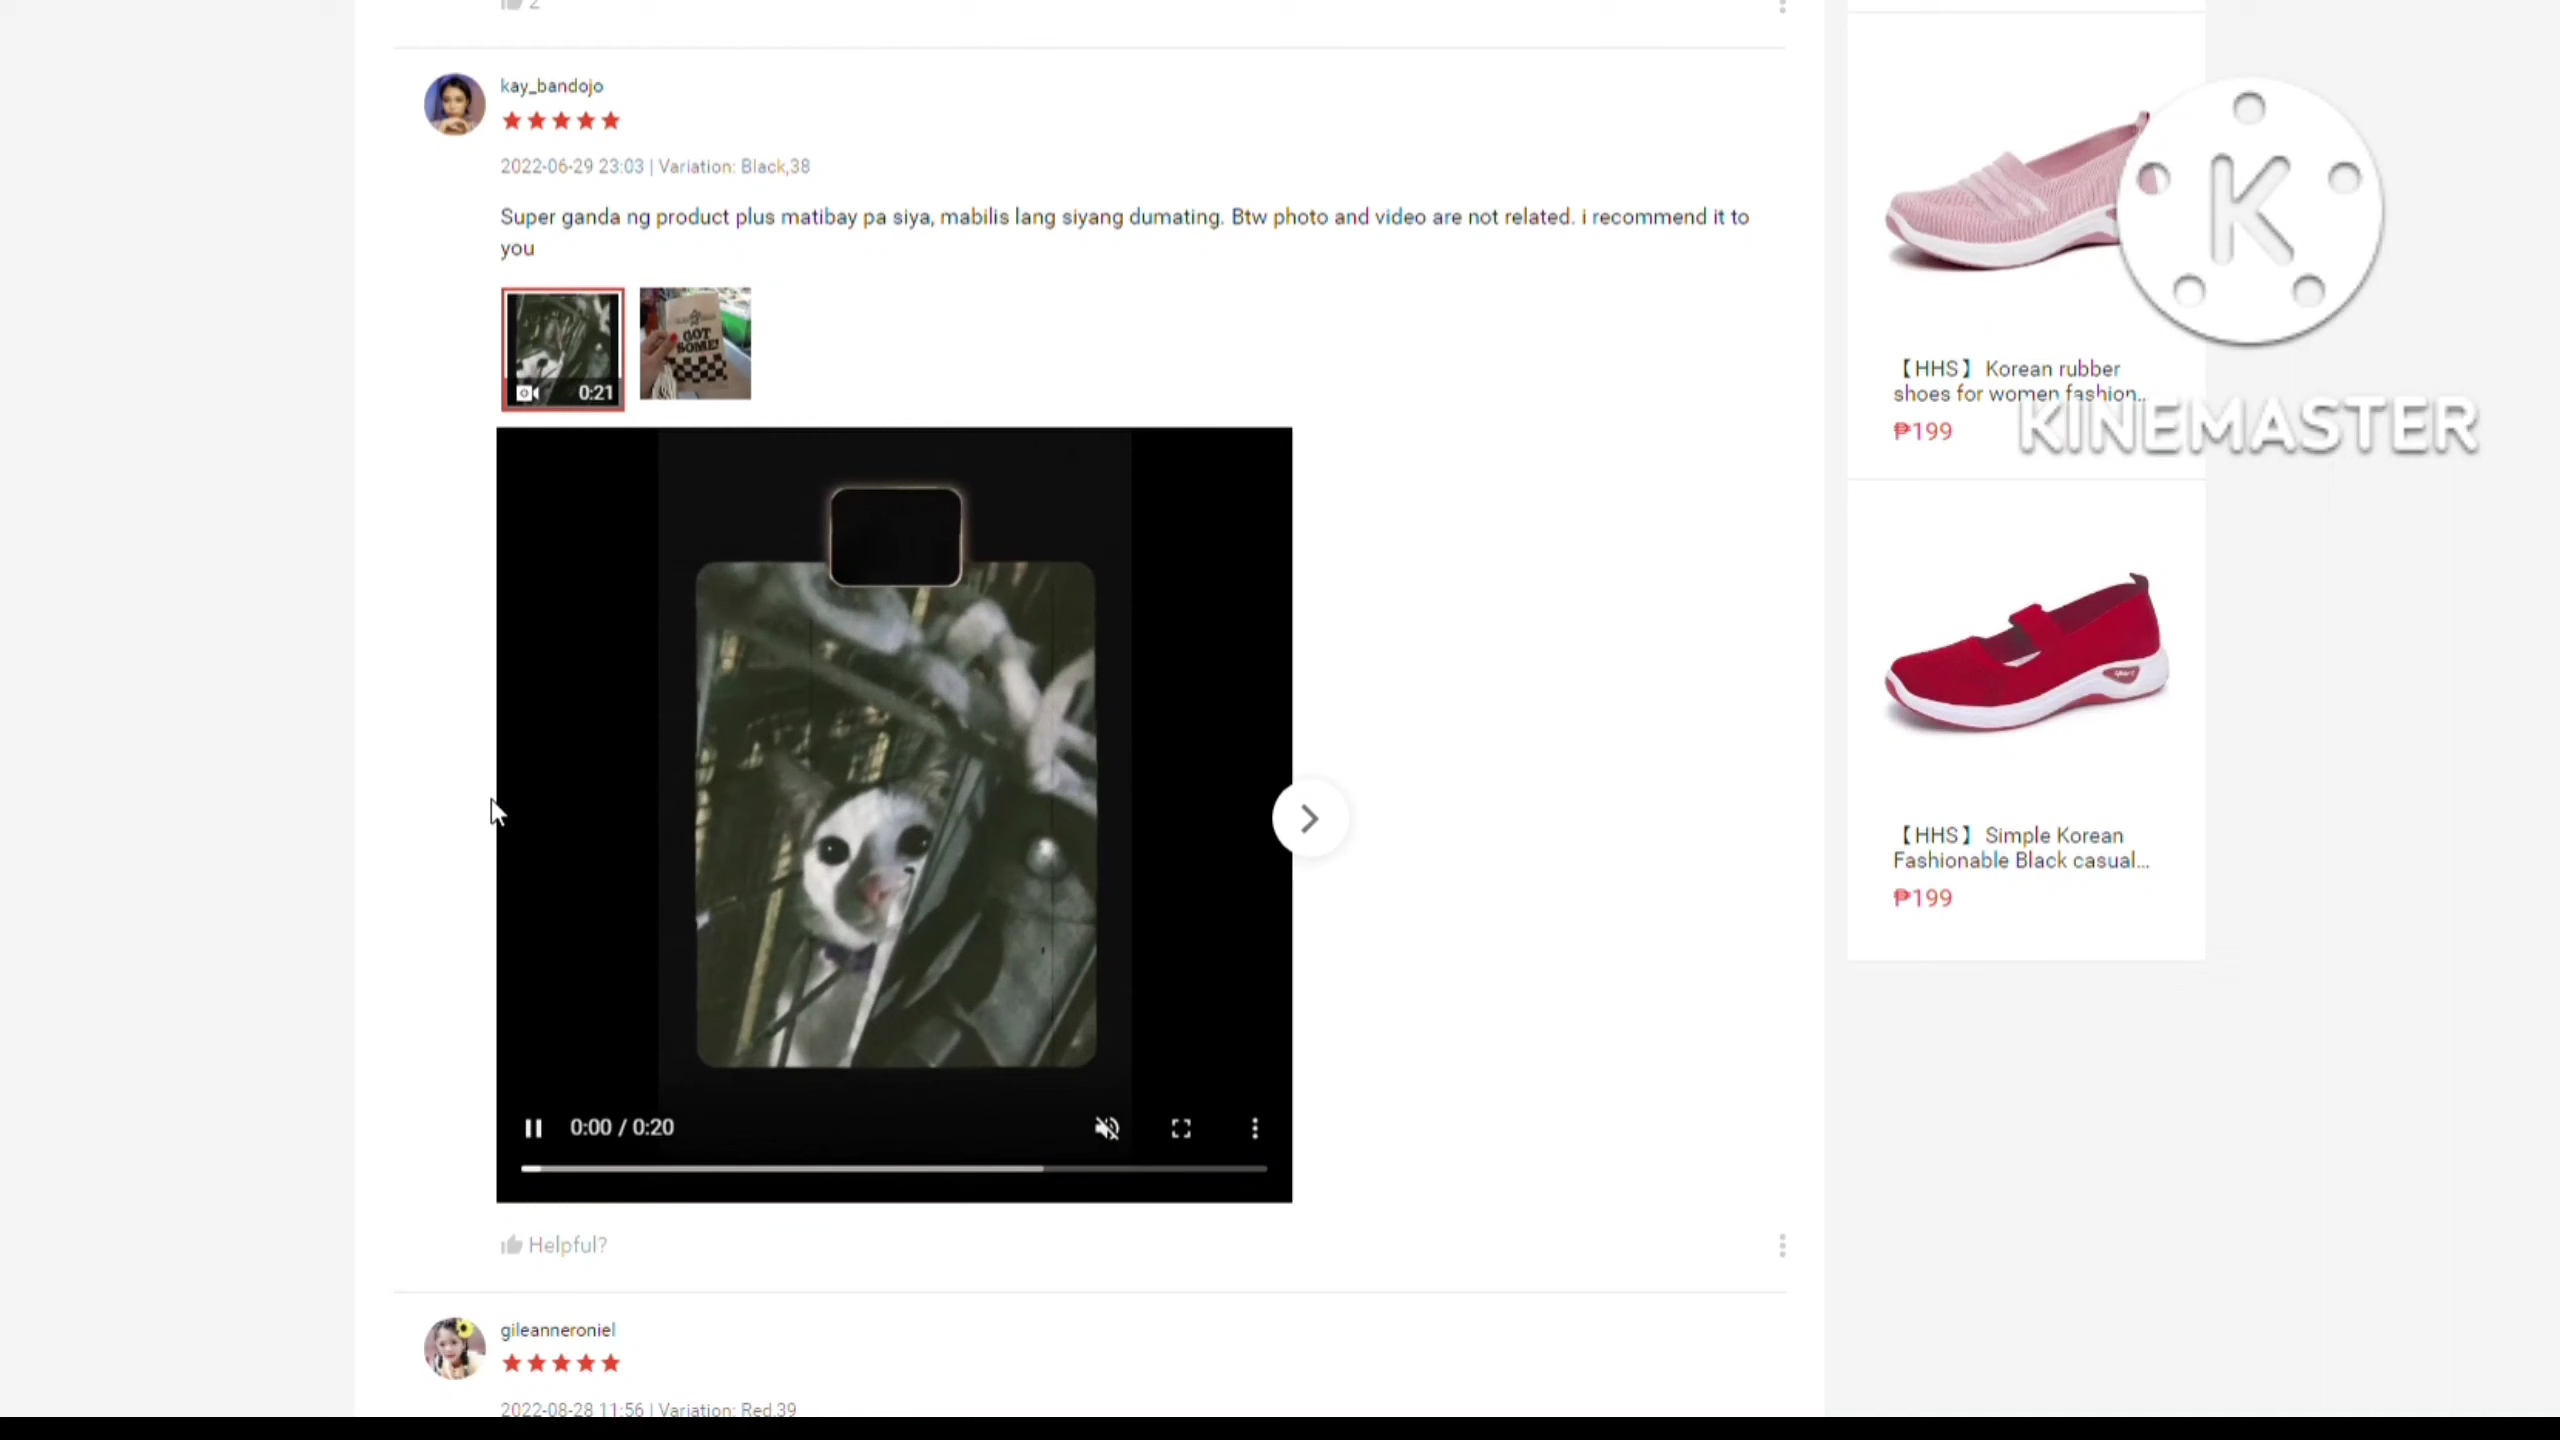 2
kay_bandojo
2022-06-29 23:03 | Variation: Black,38
Super ganda ng product plus matibay pa siya, mabilis lang siyang dumating. Btw photo and video are not related. i recommend it to
you
0:21
GOT
SOME!
0:00 / 0:20
Helpful?
gileanneroniel
2022-08-28 11:56 | Variation: Red,39
【HHS】 Korean rubber
shoes for women fashion..
₱199
K
KINEMASTER
【HHS】 Simple Korean
Fashionable Black casual...
₱199